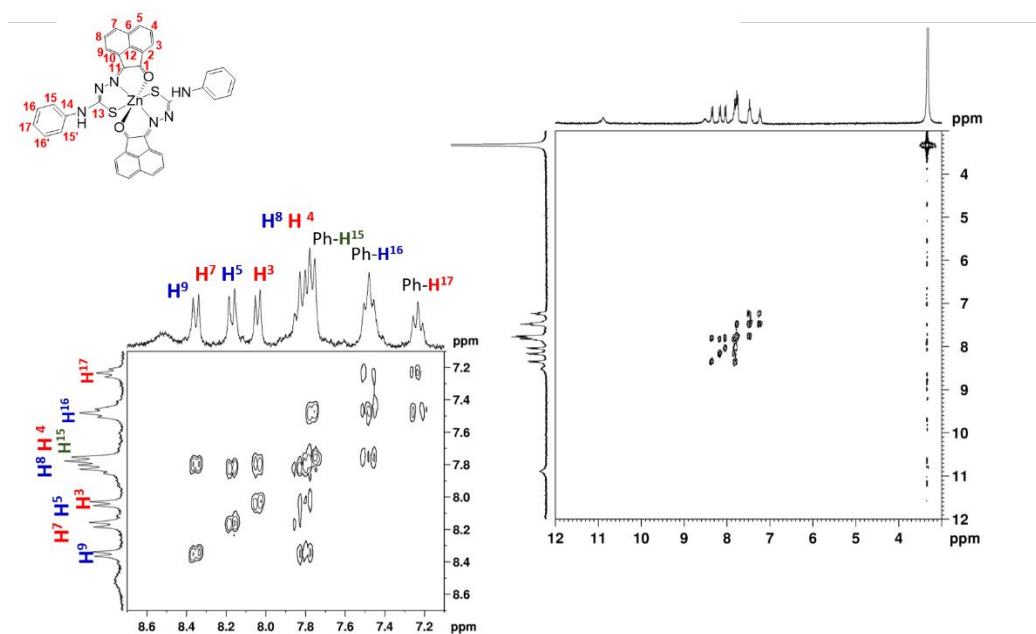 7 5
6
8 4
9 12 3
10 2
11 1
O
N N S HN
15 14 Zn
16 NH S N N
13
17 H
16' 15' O
H⁸ H ⁴
Ph-H¹⁵
Ph-H¹⁶
H⁹ H⁷ H⁵ H³ Ph-H¹⁷
ppm
H¹⁷
H¹⁶
H⁸ H ⁴
H¹⁵
H⁷ H⁵ H³
H⁹
7.2
7.4
7.6
7.8
8.0
8.2
8.4
8.6
8.6 8.4 8.2 8.0 7.8 7.6 7.4 7.2 ppm
ppm
4
5
6
7
8
9
10
11
12
12 11 10 9 8 7 6 5 4 ppm